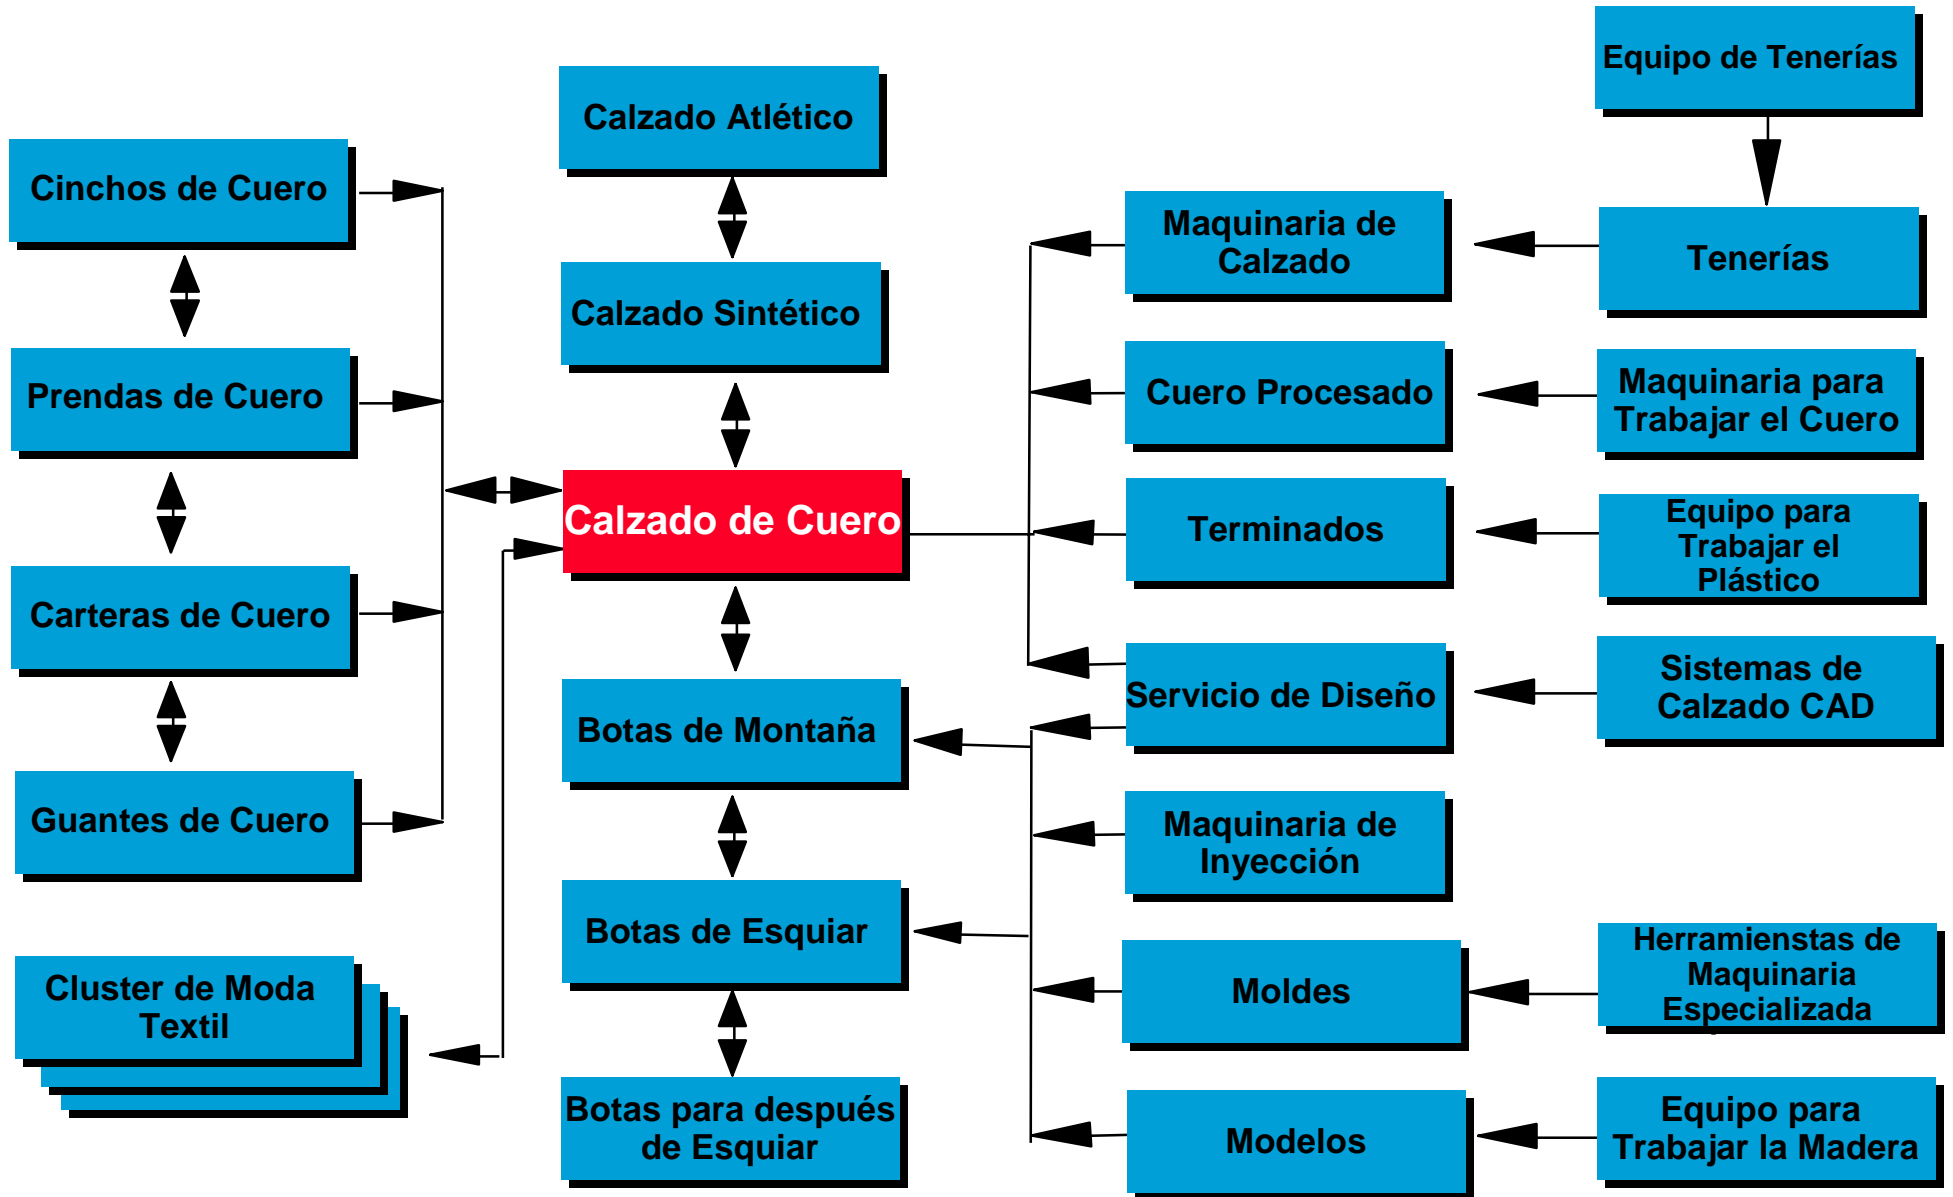 Equipo de Tenerías
Calzado Atlético
Cinchos de Cuero
Maquinaria de
Calzado
Tenerías
Calzado Sintético
Prendas de Cuero
Cuero Procesado
Maquinaria para
Trabajar el Cuero
Calzado de Cuero
Terminados
Equipo para
Trabajar el
Plástico
Carteras de Cuero
Botas de Montaña
Servicio de Diseño
Sistemas de
Calzado CAD
Guantes de Cuero
Maquinaria de
Inyección
Botas de Esquiar
Cluster de Moda
Textil
Moldes
Herramienstas de
Maquinaria
Especializada
Botas para después
de Esquiar
Modelos
Equipo para
Trabajar la Madera